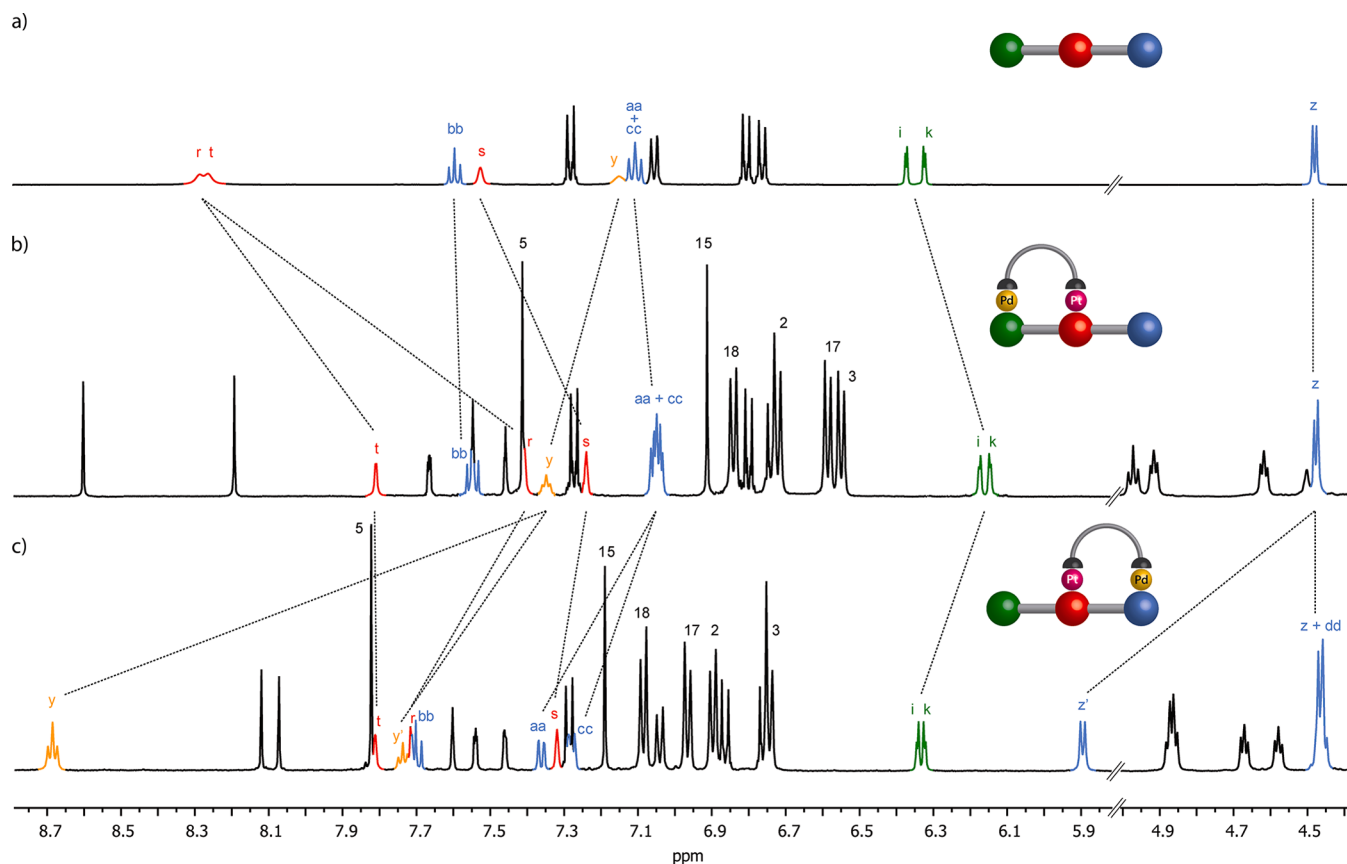 a)
r t
bb
s
y
aa
+
cc
i k
z
b)
5
15
Pd Pt
t
bb
r
y
s
aa + cc
18
2
17
3
i k
z
c)
5
15
Pt Pd
y
t
y'
r
bb
aa
s
cc
18
17
2
3
i k
z'
z + dd
8.7 8.5 8.3 8.1 7.9 7.7 7.5 7.3 7.1 6.9 6.7 6.5 6.3 6.1 5.9 4.9 4.7 4.5
ppm